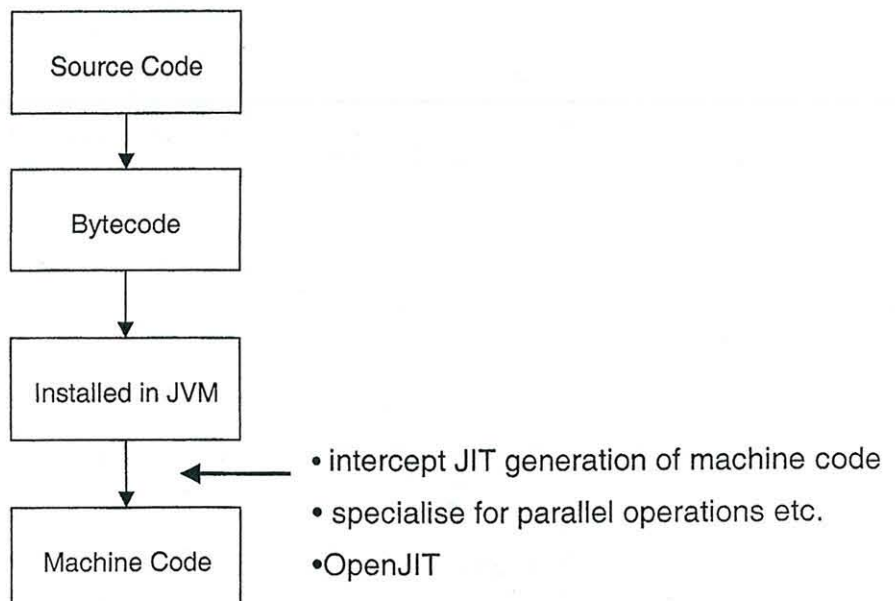 Source Code
Bytecode
Installed in JVM
• intercept JIT generation of machine code
• specialise for parallel operations etc.
•OpenJIT
Machine Code